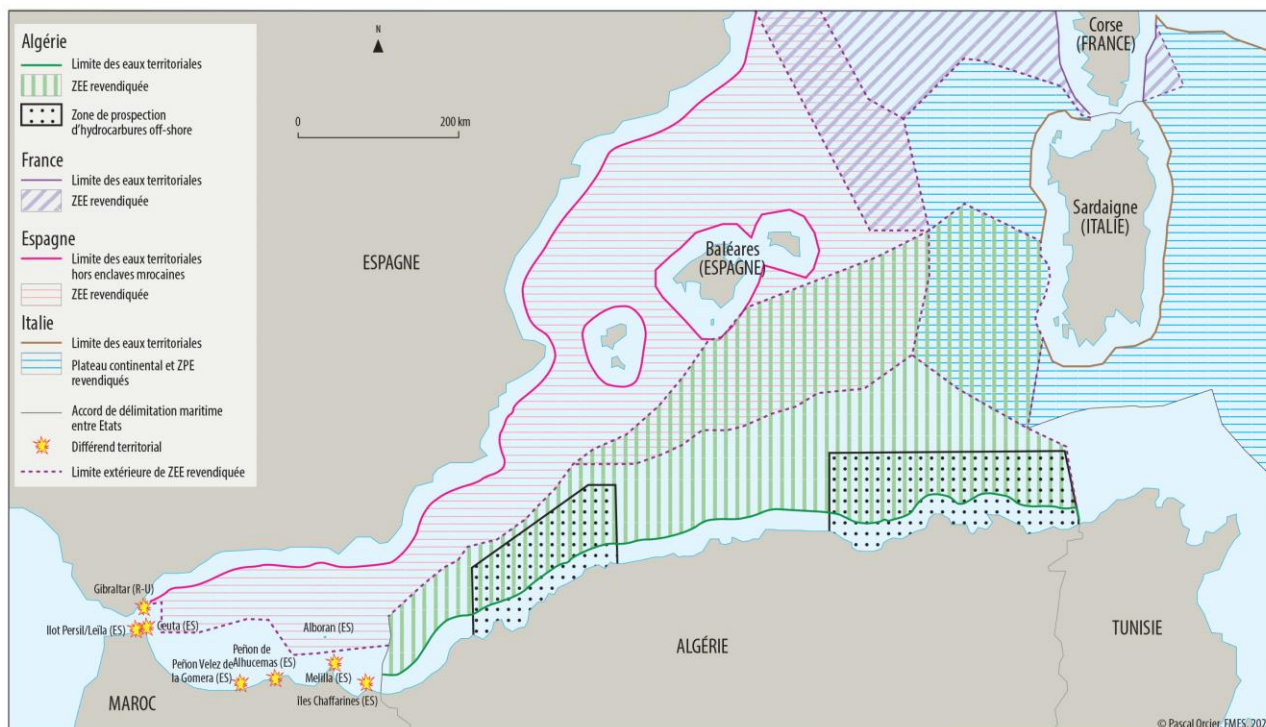 Algérie
Limite des eaux territoriales
ZEE revendiquée
Zone de prospection
d'hydrocarbures off-shore
France
Limite des eaux territoriales
ZEE revendiquée
Espagne
Limite des eaux territoriales
hors enclaves mrocaines
ZEE revendiquée
Italie
Limite des eaux territoriales
Plateau continental et ZPE
revendiqués
Accord de délimitation maritime
entre Etats
Différend territorial
Limite extérieure de ZEE revendiquée
N
0 200 km
Corse
(FRANCE)
Sardaigne
(ITALIE)
ESPAGNE
Baléares
(ESPAGNE)
Gibraltar (R-U)
Ilot Persil/Leïla (ES)
Ceuta (ES)
Alboran (ES)
Peñon de
Alhucemas (ES)
Peñon Velez de
la Gomera (ES)
Melilla (ES)
îles Chaffarines (ES)
MAROC
ALGÉRIE
TUNISIE
© Pascal Orcier, FMES, 202